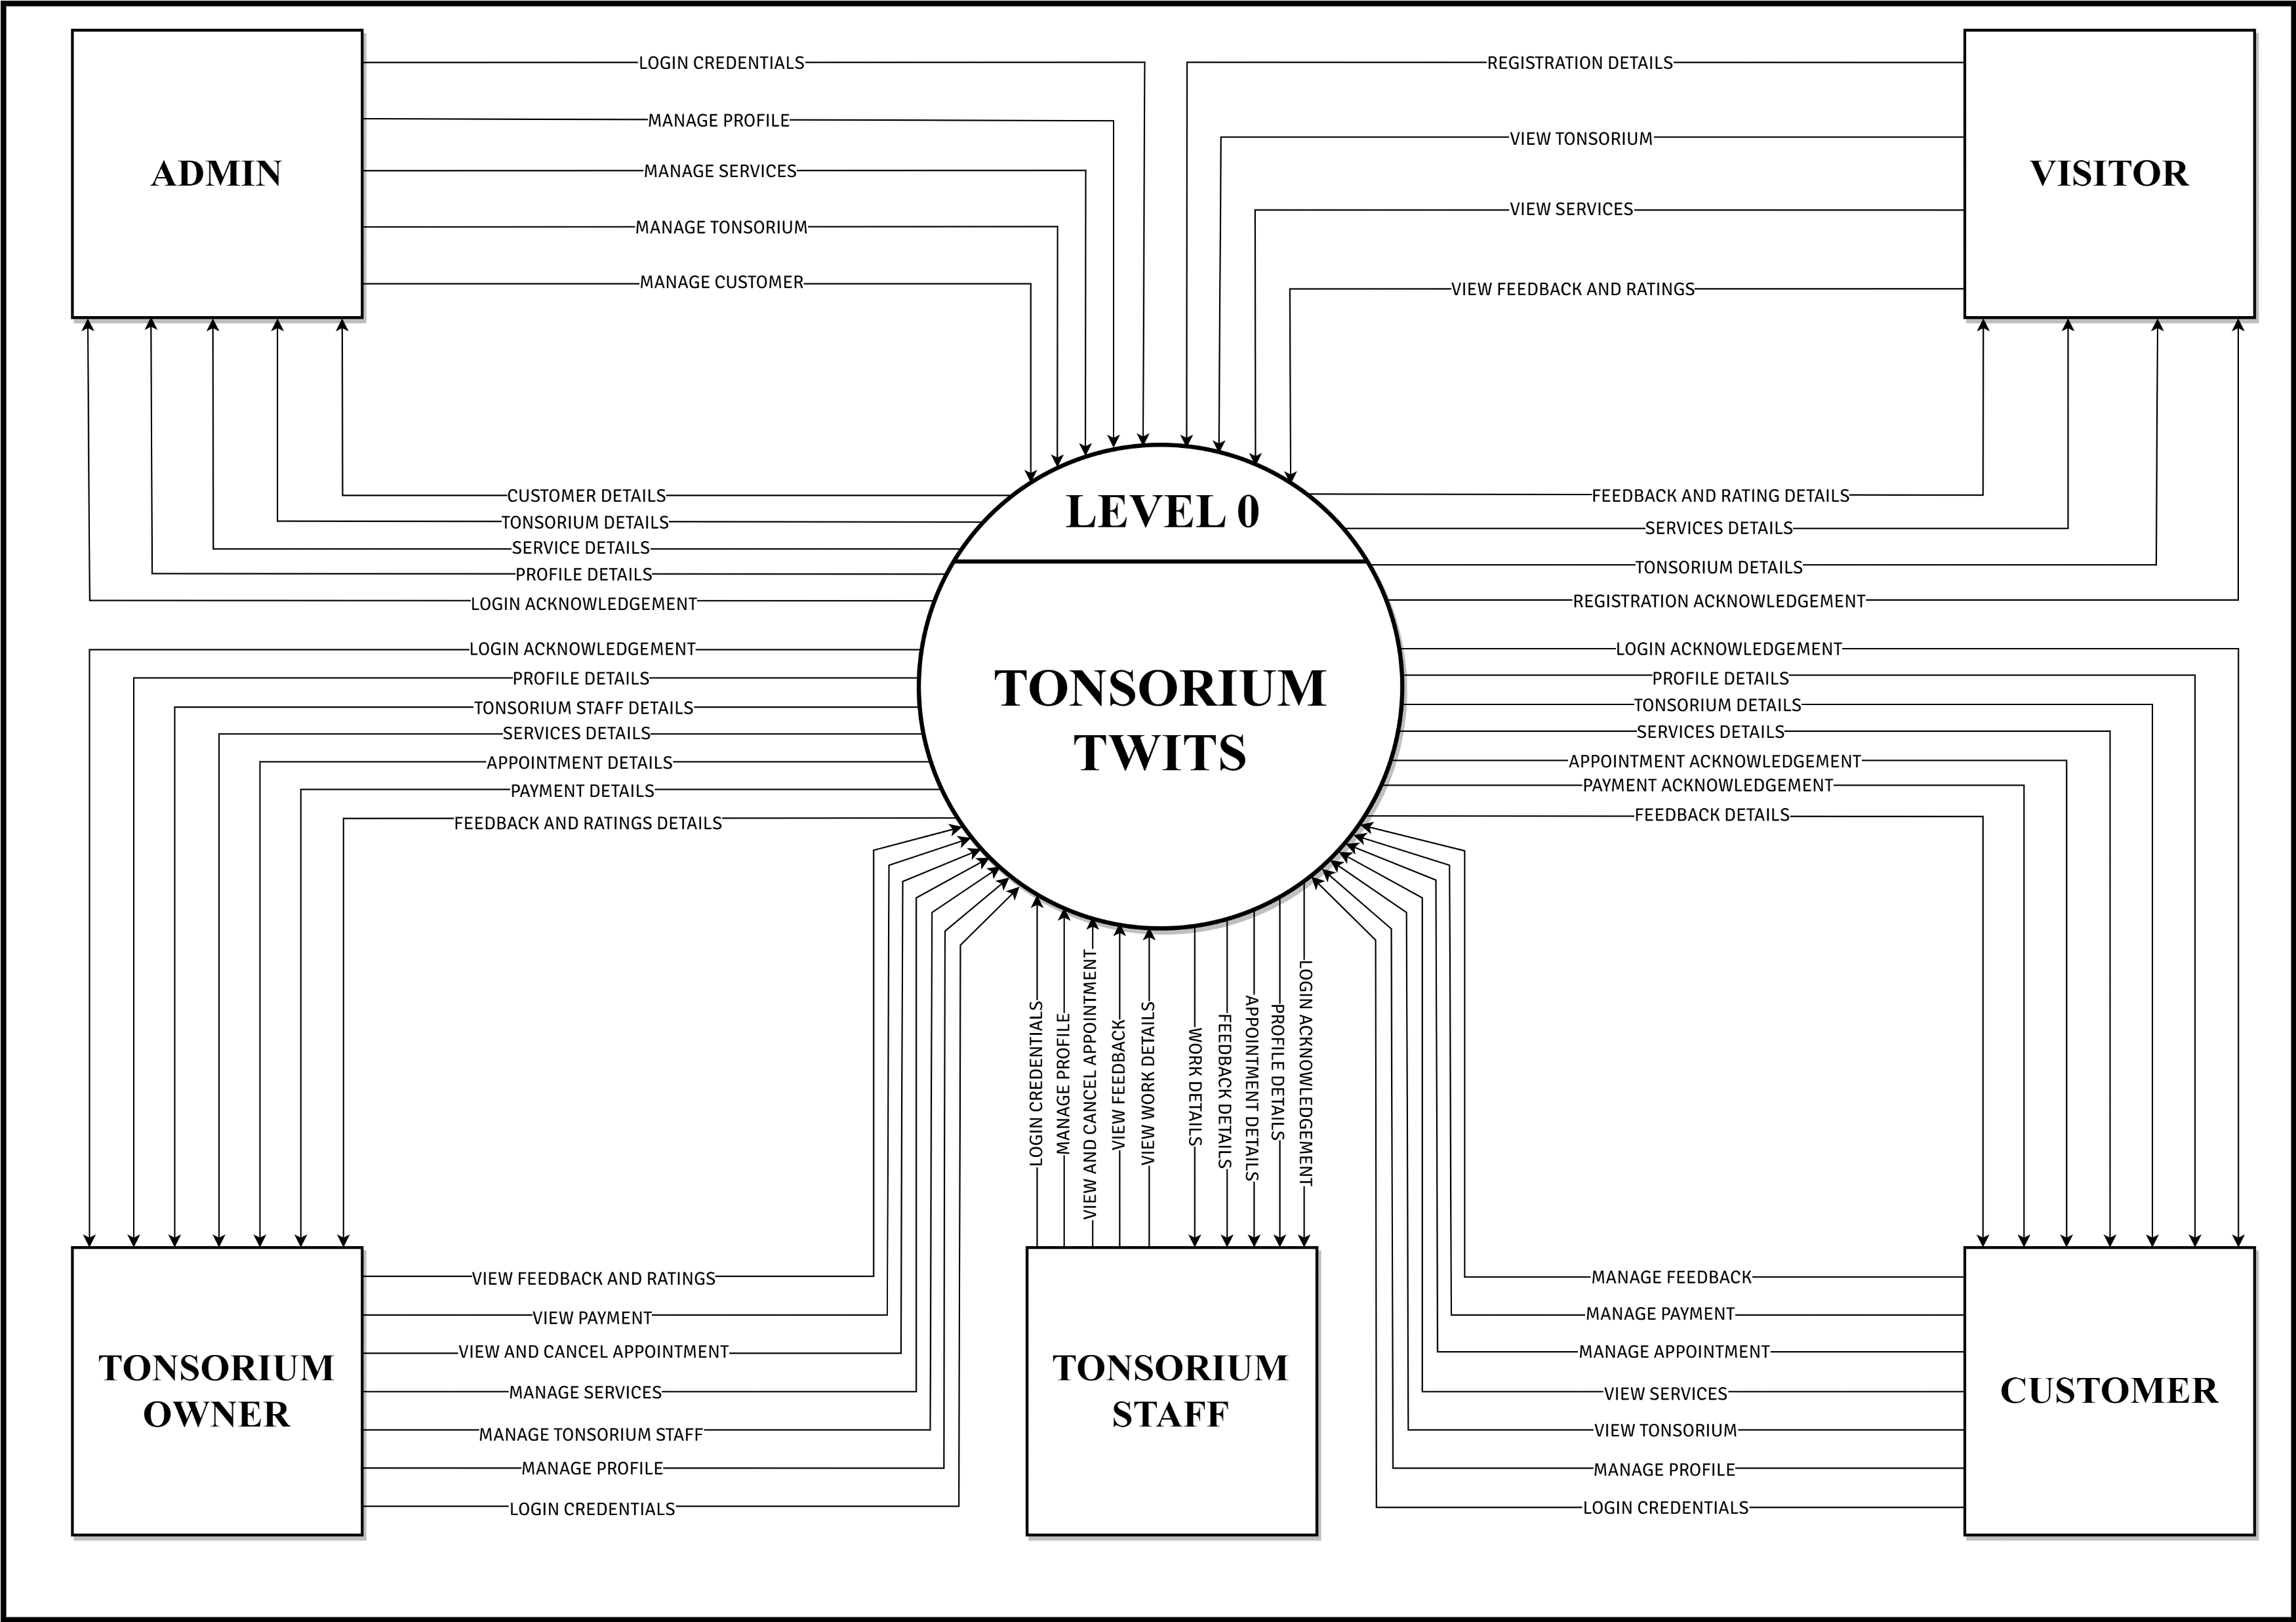 ADMIN
LOGIN CREDENTIALS
MANAGE PROFILE
MANAGE SERVICES
MANAGE TONSORIUM
MANAGE CUSTOMER
REGISTRATION DETAILS
VIEW TONSORIUM
VIEW SERVICES
VIEW FEEDBACK AND RATINGS
VISITOR
CUSTOMER DETAILS
TONSORIUM DETAILS
SERVICE DETAILS
PROFILE DETAILS
LOGIN ACKNOWLEDGEMENT
LEVEL 0
TONSORIUM
TWITS
FEEDBACK AND RATING DETAILS
SERVICES DETAILS
TONSORIUM DETAILS
REGISTRATION ACKNOWLEDGEMENT
LOGIN ACKNOWLEDGEMENT
PROFILE DETAILS
TONSORIUM STAFF DETAILS
SERVICES DETAILS
APPOINTMENT DETAILS
PAYMENT DETAILS
FEEDBACK AND RATINGS DETAILS
LOGIN ACKNOWLEDGEMENT
PROFILE DETAILS
TONSORIUM DETAILS
SERVICES DETAILS
APPOINTMENT ACKNOWLEDGEMENT
PAYMENT ACKNOWLEDGEMENT
FEEDBACK DETAILS
LOGIN CREDENTIALS
MANAGE PROFILE
VIEW AND CANCEL APPOINTMENT
VIEW FEEDBACK
VIEW WORK DETAILS
WORK DETAILS
FEEDBACK DETAILS
APPOINTMENT DETAILS
PROFILE DETAILS
LOGIN ACKNOWLEDGEMENT
TONSORIUM
OWNER
VIEW FEEDBACK AND RATINGS
VIEW PAYMENT
VIEW AND CANCEL APPOINTMENT
MANAGE SERVICES
MANAGE TONSORIUM STAFF
MANAGE PROFILE
LOGIN CREDENTIALS
TONSORIUM
STAFF
MANAGE FEEDBACK
MANAGE PAYMENT
MANAGE APPOINTMENT
VIEW SERVICES
VIEW TONSORIUM
MANAGE PROFILE
LOGIN CREDENTIALS
CUSTOMER